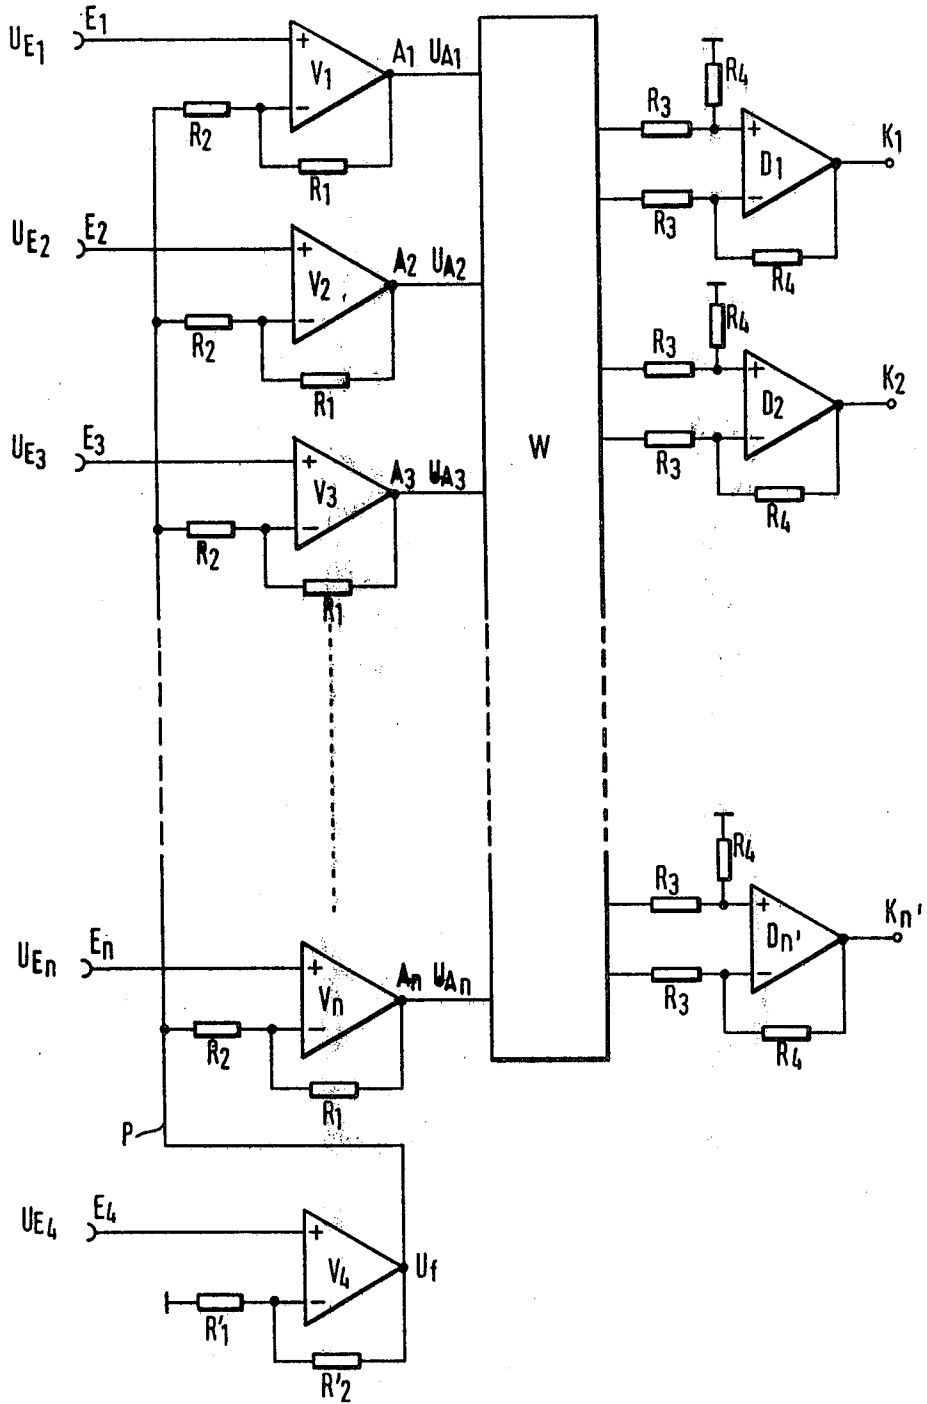 UE1 E1 + V1 A1 UA1
R2 − R1
R3 R4 + D1 K1
R3 − R4
UE2 E2 + V2 A2 UA2
R2 − R1
R3 R4 + D2 K2
R3 − R4
UE3 E3 + V3 A3 UA3
R2 − R1
W
R3 R4 + Dn' Kn'
R3 − R4
UEn En + Vn An UAn
R2 − R1
P
UE4 E4 + V4 Uf
R'1 − R'2